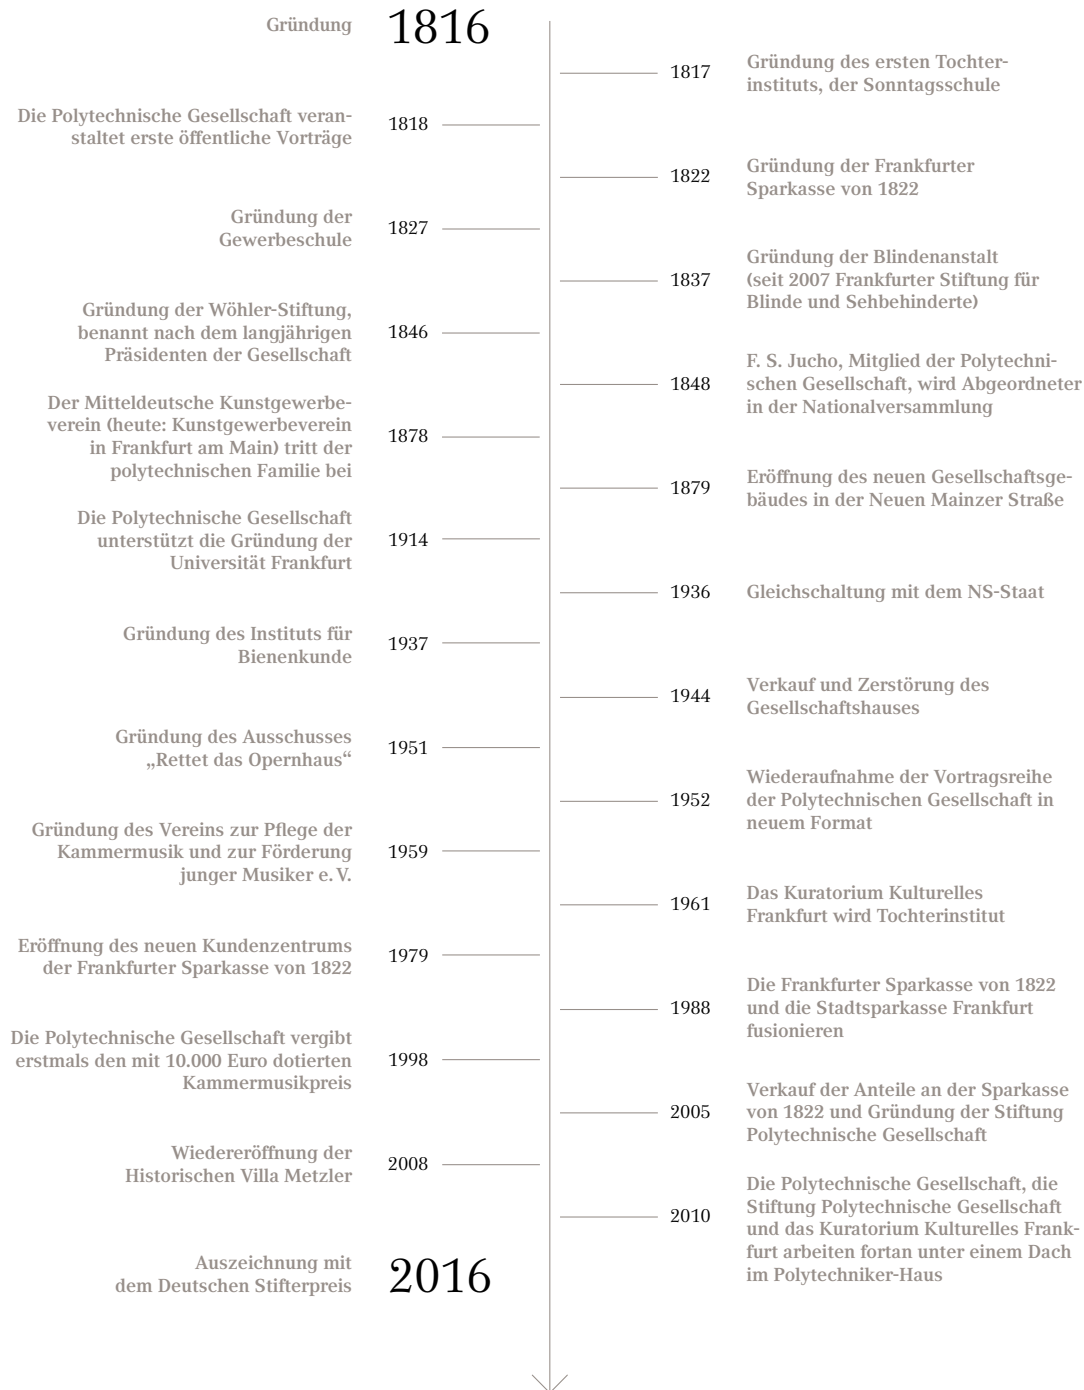 Gründung
1816
1817
Gründung des ersten Tochter-
instituts, der Sonntagsschule
Die Polytechnische Gesellschaft veran-
staltet erste öffentliche Vorträge
1818
1822
Gründung der Frankfurter
Sparkasse von 1822
Gründung der
Gewerbeschule
1827
1837
Gründung der Blindenanstalt
(seit 2007 Frankfurter Stiftung für
Blinde und Sehbehinderte)
Gründung der Wöhler-Stiftung,
benannt nach dem langjährigen
Präsidenten der Gesellschaft
1846
1848
F. S. Jucho, Mitglied der Polytechni-
schen Gesellschaft, wird Abgeordneter
in der Nationalversammlung
Der Mitteldeutsche Kunstgewerbe-
verein (heute: Kunstgewerbeverein
in Frankfurt am Main) tritt der
polytechnischen Familie bei
1878
1879
Eröffnung des neuen Gesellschaftsge-
bäudes in der Neuen Mainzer Straße
Die Polytechnische Gesellschaft
unterstützt die Gründung der
Universität Frankfurt
1914
1936
Gleichschaltung mit dem NS-Staat
Gründung des Instituts für
Bienenkunde
1937
1944
Verkauf und Zerstörung des
Gesellschaftshauses
Gründung des Ausschusses
„Rettet das Opernhaus“
1951
1952
Wiederaufnahme der Vortragsreihe
der Polytechnischen Gesellschaft in
neuem Format
Gründung des Vereins zur Pflege der
Kammermusik und zur Förderung
junger Musiker e. V.
1959
1961
Das Kuratorium Kulturelles
Frankfurt wird Tochterinstitut
Eröffnung des neuen Kundenzentrums
der Frankfurter Sparkasse von 1822
1979
1988
Die Frankfurter Sparkasse von 1822
und die Stadtsparkasse Frankfurt
fusionieren
Die Polytechnische Gesellschaft vergibt
erstmals den mit 10.000 Euro dotierten
Kammermusikpreis
1998
2005
Verkauf der Anteile an der Sparkasse
von 1822 und Gründung der Stiftung
Polytechnische Gesellschaft
Wiedereröffnung der
Historischen Villa Metzler
2008
2010
Die Polytechnische Gesellschaft, die
Stiftung Polytechnische Gesellschaft
und das Kuratorium Kulturelles Frank-
furt arbeiten fortan unter einem Dach
im Polytechniker-Haus
Auszeichnung mit
dem Deutschen Stifterpreis
2016